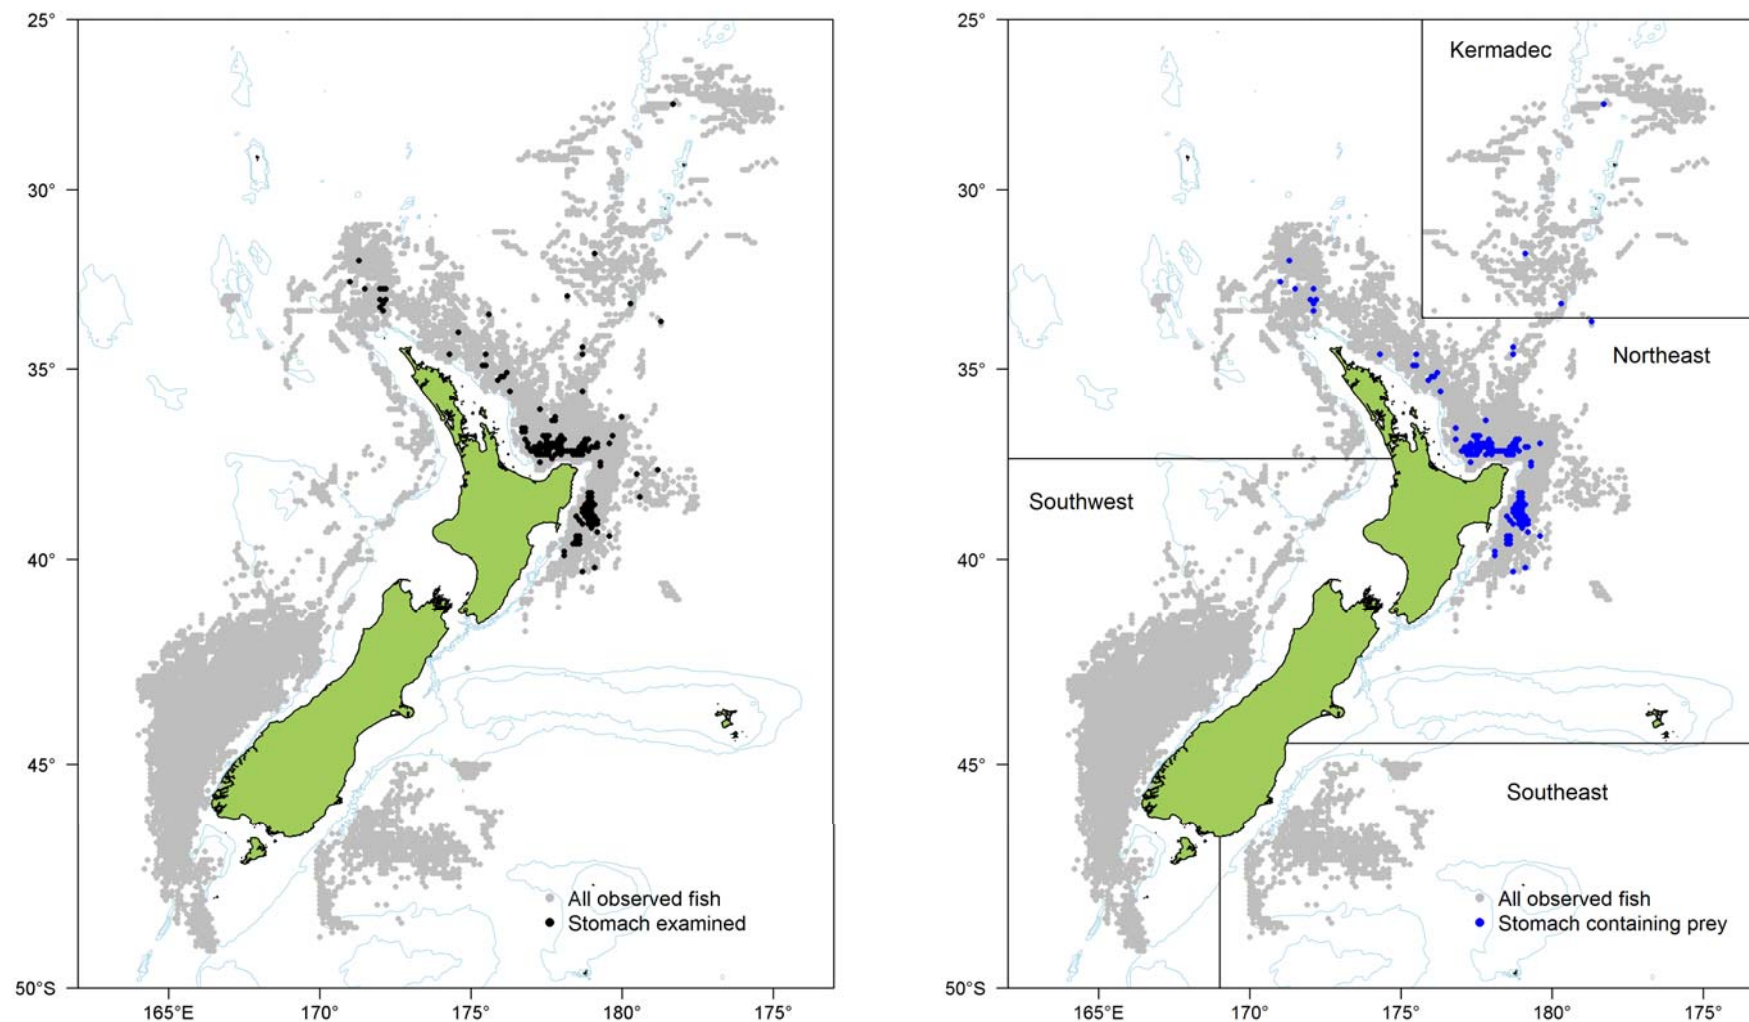 25°
30°
35°
40°
45°
50°S
165°E 170° 175° 180° 175°
All observed fish
Stomach examined
25°
30°
35°
40°
45°
50°S
165°E 170° 175° 180° 175°
Kermadec
Northeast
Southwest
Southeast
All observed fish
Stomach containing prey